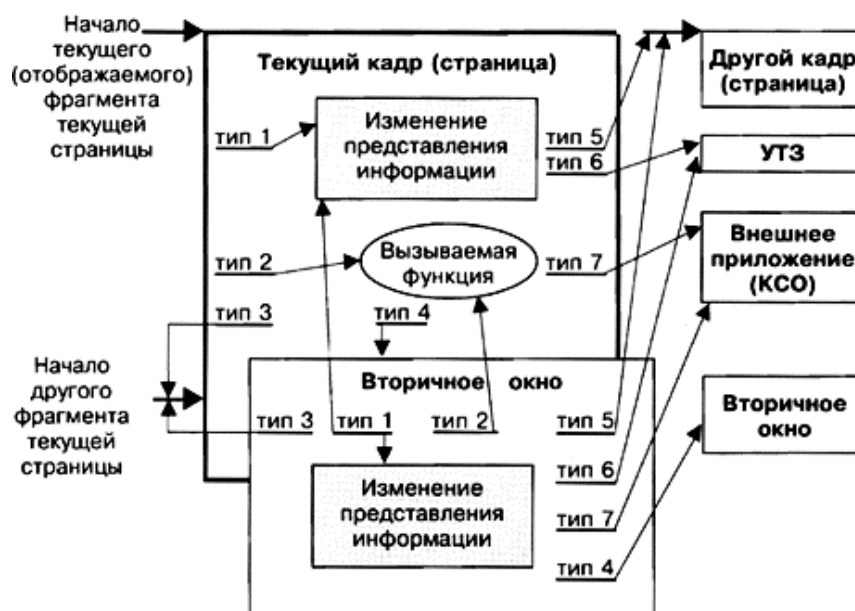 Начало
текущего
(отображаемого)
фрагмента
текущей
страницы
Текущий кадр (страница)
Другой кадр
(страница)
тип 1
Изменение
представления
информации
тип 5
тип 6
УТЗ
тип 2
Вызываемая
функция
тип 7
Внешнее
приложение
(КСО)
тип 3
тип 4
Начало
другого
фрагмента
текущей
страницы
Вторичное окно
тип 3
тип 1
тип 2
тип 5
Вторичное
окно
тип 6
Изменение
представления
информации
тип 7
тип 4